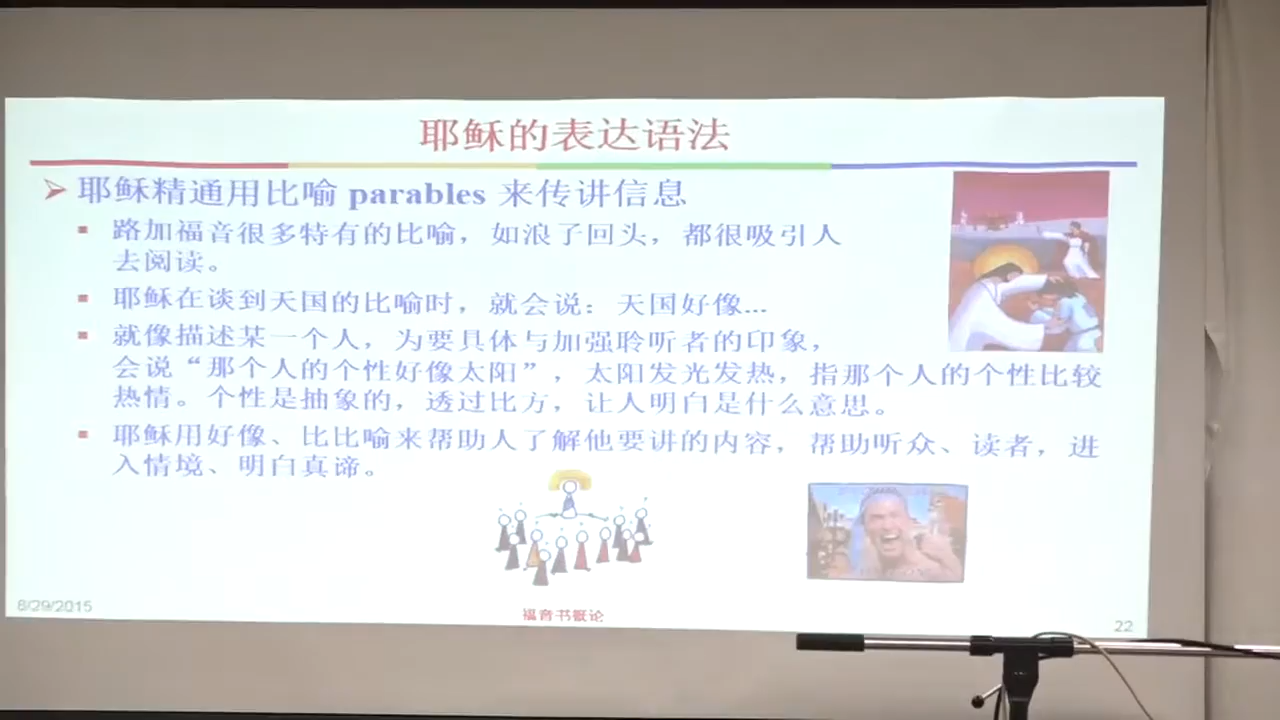 耶稣的表达语法
耶稣精通用比喻 parables 来传讲信息
路加福音很多特有的比喻，如浪子回头，都很吸引人
去阅读。
耶稣在谈到天国的比喻时，就会说：天国好像...
就像描述某一个人，为要具体与加强聆听者的印象，
会说“那个人的个性好像太阳”，太阳发光发热，指那个人的个性比较
热情。个性是抽象的，透过比方，让人明白是什么意思。
耶稣用好像、比比喻来帮助人了解他要讲的内容，帮助听众、读者，进
入情境、明白真谛。
8/29/2015
福音书概论
22